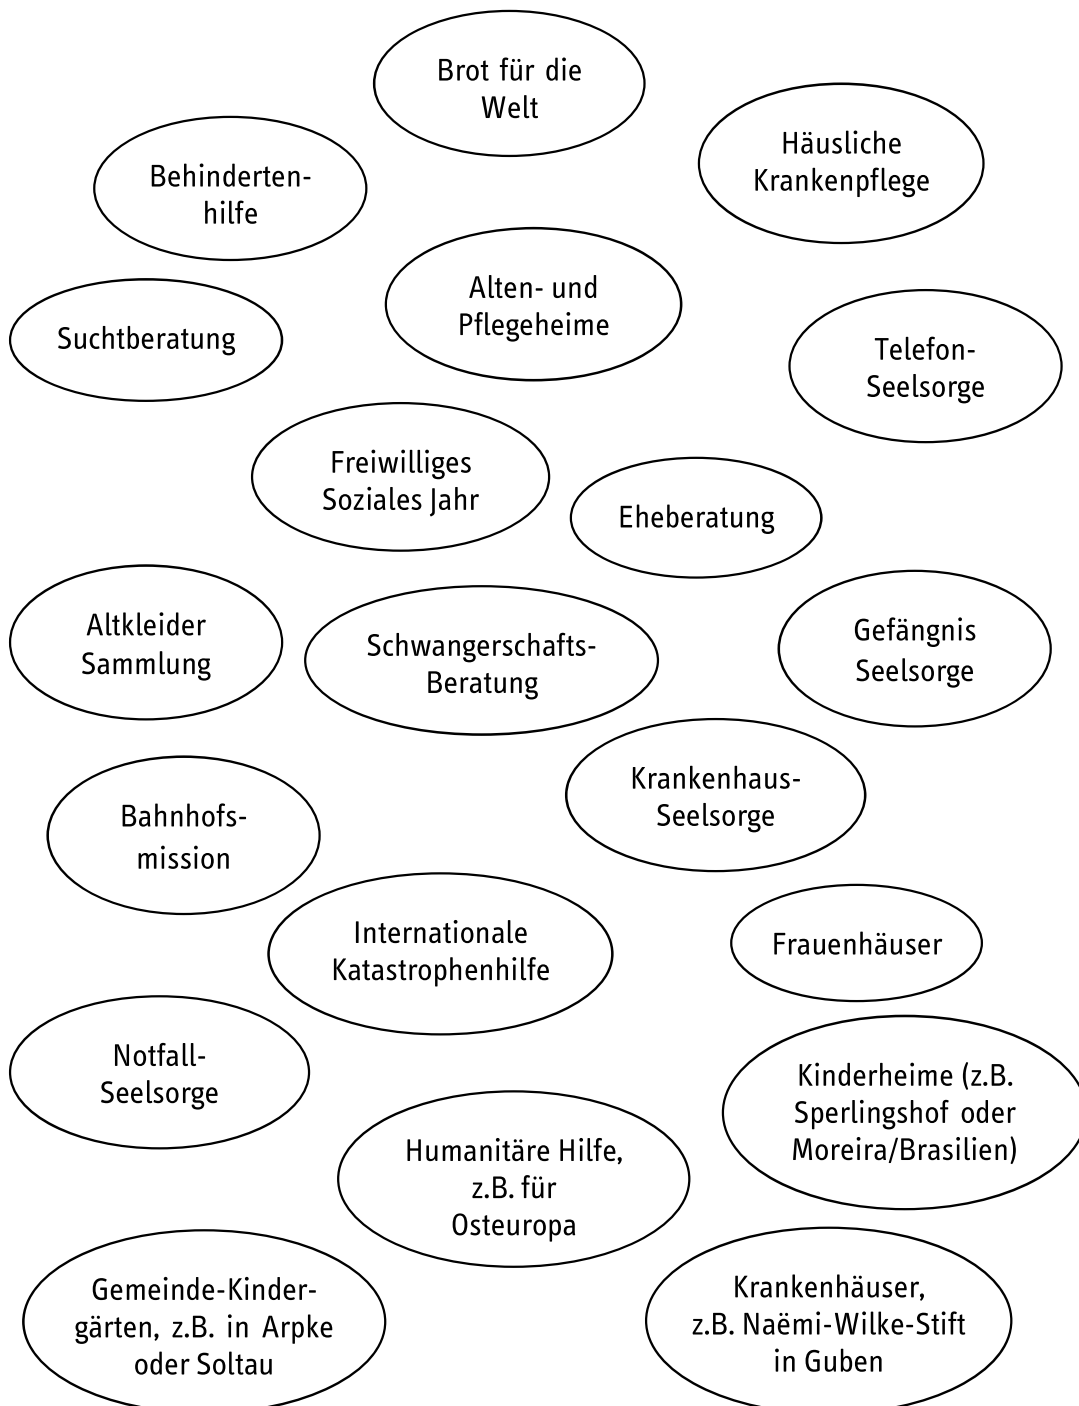 Brot für die
Welt
Häusliche
Krankenpflege
Behinderten-
hilfe
Alten- und
Pflegeheime
Suchtberatung
Telefon-
Seelsorge
Freiwilliges
Soziales Jahr
Eheberatung
Altkleider
Sammlung
Schwangerschafts-
Beratung
Gefängnis
Seelsorge
Krankenhaus-
Seelsorge
Bahnhofs-
mission
Internationale
Katastrophenhilfe
Frauenhäuser
Notfall-
Seelsorge
Kinderheime (z.B.
Sperlingshof oder
Moreira/Brasilien)
Humanitäre Hilfe,
z.B. für
Osteuropa
Gemeinde-Kinder-
gärten, z.B. in Arpke
oder Soltau
Krankenhäuser,
z.B. Naëmi-Wilke-Stift
in Guben